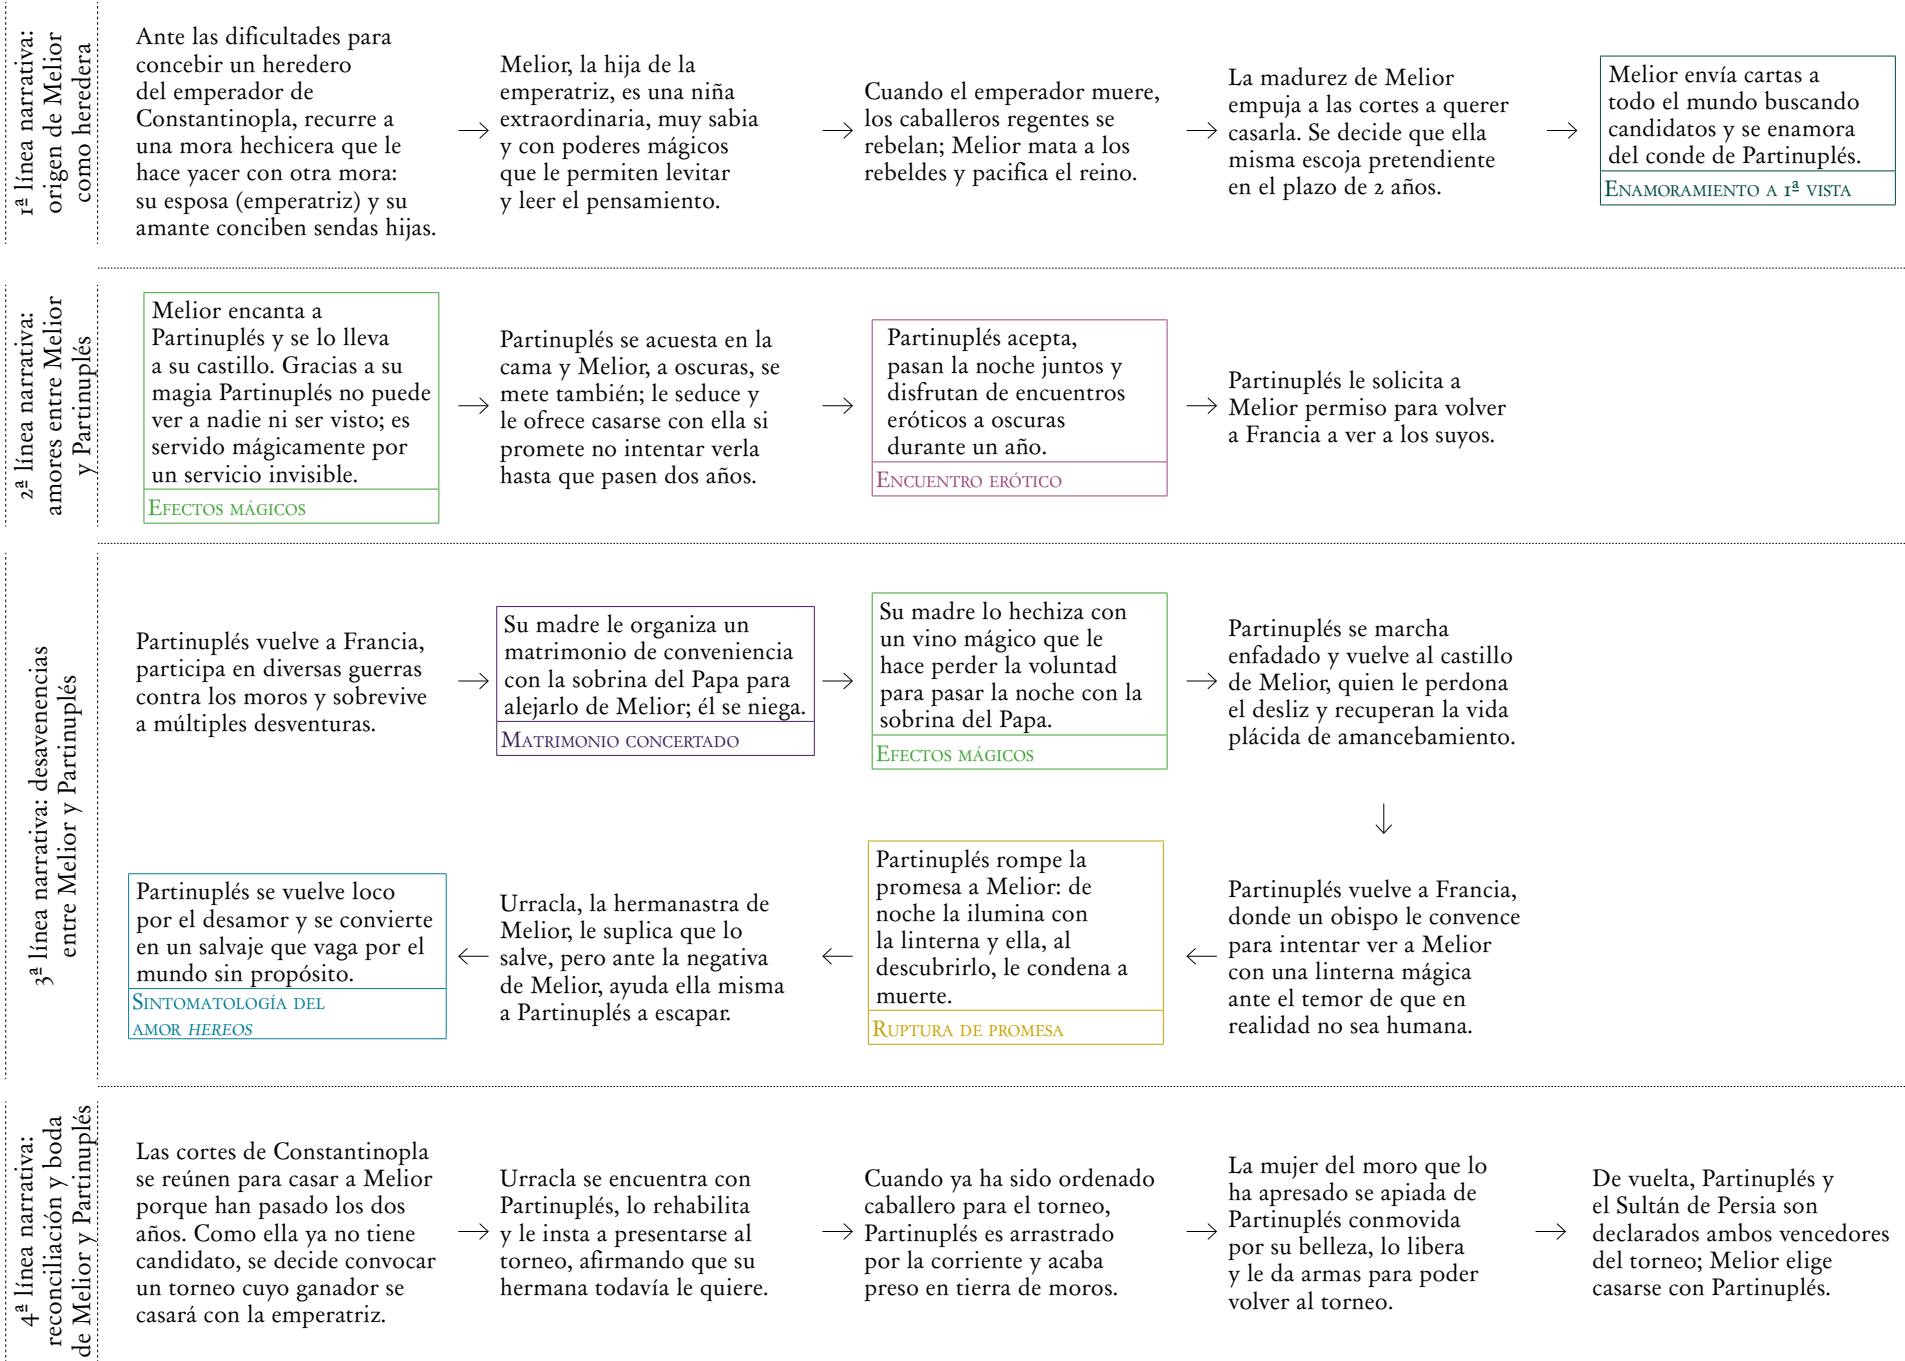 1ª línea narrativa:
origen de Melior
como heredera
Ante las dificultades para
concebir un heredero
del emperador de
Constantinopla, recurre a
una mora hechicera que le
hace yacer con otra mora:
su esposa (emperatriz) y su
amante conciben sendas hijas.
Melior, la hija de la
emperatriz, es una niña
extraordinaria, muy sabia
y con poderes mágicos
que le permiten levitar
y leer el pensamiento.
Cuando el emperador muere,
los caballeros regentes se
rebelan; Melior mata a los
rebeldes y pacifica el reino.
La madurez de Melior
empuja a las cortes a querer
casarla. Se decide que ella
misma escoja pretendiente
en el plazo de 2 años.
Melior envía cartas a
todo el mundo buscando
candidatos y se enamora
del conde de Partinuplés.
Enamoramiento a 1ª vista
2ª línea narrativa:
amores entre Melior
y Partinuplés
Melior encanta a
Partinuplés y se lo lleva
a su castillo. Gracias a su
magia Partinuplés no puede
ver a nadie ni ser visto; es
servido mágicamente por
un servicio invisible.
Efectos mágicos
Partinuplés se acuesta en la
cama y Melior, a oscuras, se
mete también; le seduce y
le ofrece casarse con ella si
promete no intentar verla
hasta que pasen dos años.
Partinuplés acepta,
pasan la noche juntos y
disfrutan de encuentros
eróticos a oscuras
durante un año.
Encuentro erótico
Partinuplés le solicita a
Melior permiso para volver
a Francia a ver a los suyos.
3ª línea narrativa: desavenencias
entre Melior y Partinuplés
Partinuplés vuelve a Francia,
participa en diversas guerras
contra los moros y sobrevive
a múltiples desventuras.
Su madre le organiza un
matrimonio de conveniencia
con la sobrina del Papa para
alejarlo de Melior; él se niega.
Matrimonio concertado
Su madre lo hechiza con
un vino mágico que le
hace perder la voluntad
para pasar la noche con la
sobrina del Papa.
Efectos mágicos
Partinuplés se marcha
enfadado y vuelve al castillo
de Melior, quien le perdona
el desliz y recuperan la vida
plácida de amancebamiento.
Partinuplés vuelve a Francia,
donde un obispo le convence
para intentar ver a Melior
con una linterna mágica
ante el temor de que en
realidad no sea humana.
Partinuplés rompe la
promesa a Melior: de
noche la ilumina con
la linterna y ella, al
descubrirlo, le condena a
muerte.
Ruptura de promesa
Urracla, la hermanastra de
Melior, le suplica que lo
salve, pero ante la negativa
de Melior, ayuda ella misma
a Partinuplés a escapar.
Partinuplés se vuelve loco
por el desamor y se convierte
en un salvaje que vaga por el
mundo sin propósito.
Sintomatología del
amor hereos
4ª línea narrativa:
reconciliación y boda
de Melior y Partinuplés
Las cortes de Constantinopla
se reúnen para casar a Melior
porque han pasado los dos
años. Como ella ya no tiene
candidato, se decide convocar
un torneo cuyo ganador se
casará con la emperatriz.
Urracla se encuentra con
Partinuplés, lo rehabilita
y le insta a presentarse al
torneo, afirmando que su
hermana todavía le quiere.
Cuando ya ha sido ordenado
caballero para el torneo,
Partinuplés es arrastrado
por la corriente y acaba
preso en tierra de moros.
La mujer del moro que lo
ha apresado se apiada de
Partinuplés conmovida
por su belleza, lo libera
y le da armas para poder
volver al torneo.
De vuelta, Partinuplés y
el Sultán de Persia son
declarados ambos vencedores
del torneo; Melior elige
casarse con Partinuplés.